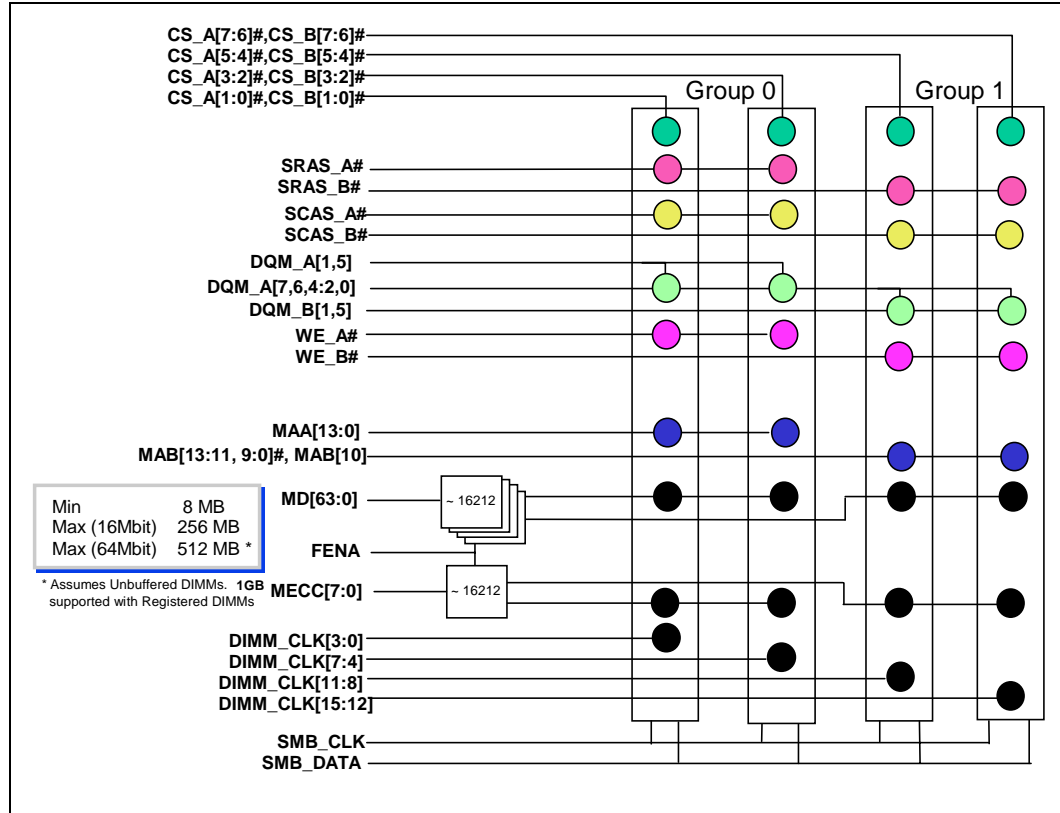 CS_A[7:6]#,CS_B[7:6]#
CS_A[5:4]#,CS_B[5:4]#
CS_A[3:2]#,CS_B[3:2]#
CS_A[1:0]#,CS_B[1:0]#
Group 0
Group 1
SRAS_A#
SRAS_B#
SCAS_A#
SCAS_B#
DQM_A[1,5]
DQM_A[7,6,4:2,0]
DQM_B[1,5]
WE_A#
WE_B#
MAA[13:0]
MAB[13:11, 9:0]#, MAB[10]
MD[63:0]
~ 16212
Min 8 MB
Max (16Mbit) 256 MB
Max (64Mbit) 512 MB *
FENA
* Assumes Unbuffered DIMMs. 1GB
supported with Registered DIMMs
MECC[7:0]
~ 16212
DIMM_CLK[3:0]
DIMM_CLK[7:4]
DIMM_CLK[11:8]
DIMM_CLK[15:12]
SMB_CLK
SMB_DATA